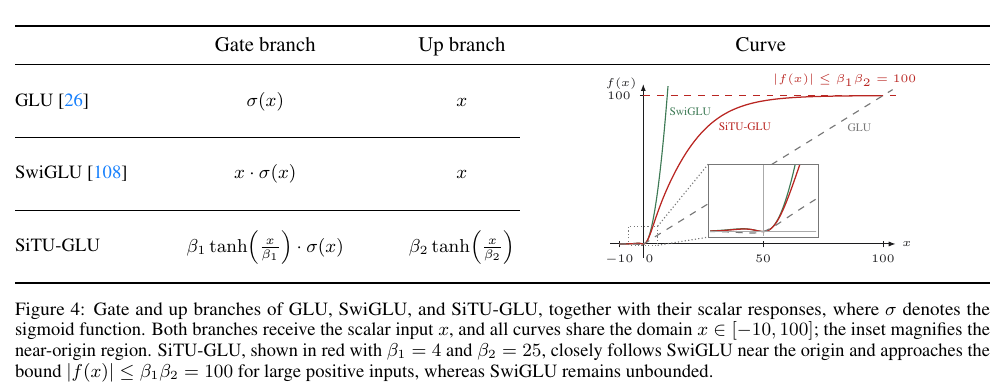 Gate branch Up branch Curve
GLU [26] σ(x) x
SwiGLU [108] x · σ(x) x
SiTU-GLU β₁ tanh(x/β₁) · σ(x) β₂ tanh(x/β₂)
|f(x)| ≤ β₁β₂ = 100
f(x)
100
SwiGLU
SiTU-GLU
GLU
x
−10 0 50 100
Figure 4: Gate and up branches of GLU, SwiGLU, and SiTU-GLU, together with their scalar responses, where σ denotes the
sigmoid function. Both branches receive the scalar input x, and all curves share the domain x ∈ [−10, 100]; the inset magnifies the
near-origin region. SiTU-GLU, shown in red with β₁ = 4 and β₂ = 25, closely follows SwiGLU near the origin and approaches the
bound |f(x)| ≤ β₁β₂ = 100 for large positive inputs, whereas SwiGLU remains unbounded.